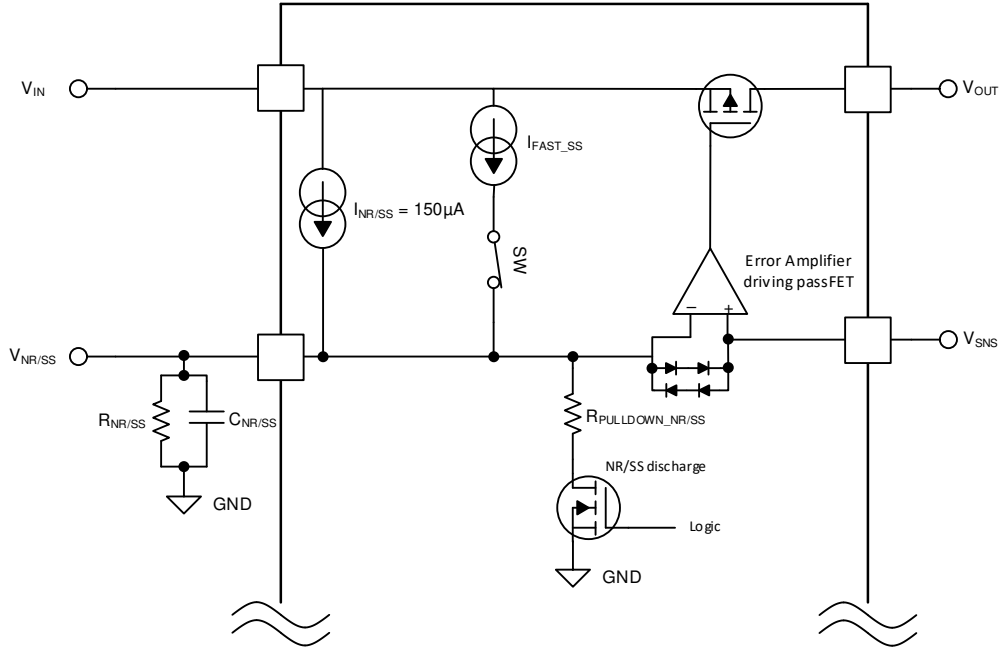 V_IN
V_OUT
I_FAST_SS
I_NR/SS = 150µA
SW
Error Amplifier
driving passFET
−
+
V_NR/SS
V_SNS
R_NR/SS
C_NR/SS
R_PULLDOWN_NR/SS
NR/SS discharge
GND
Logic
GND